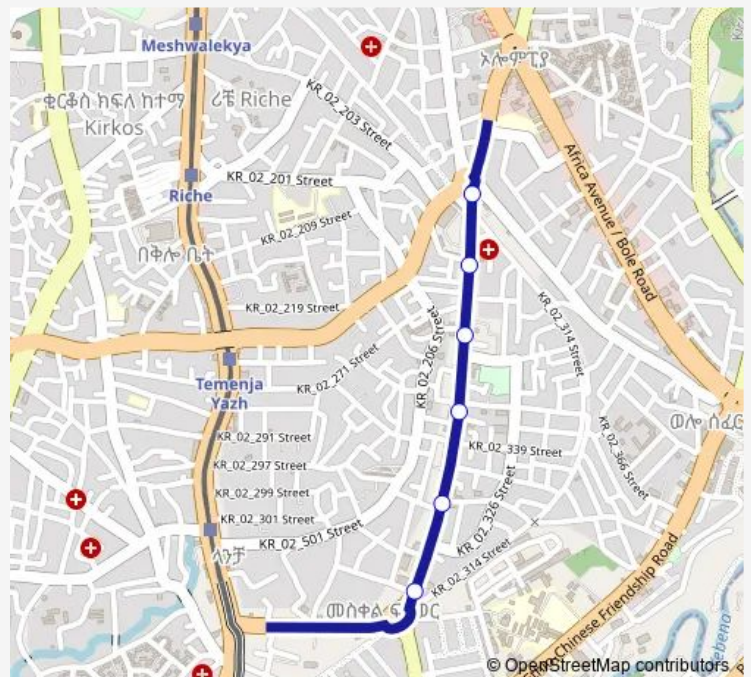 Meshwalekya
ኦሎምፒያ
ቂርቆስ ክፍለ ከተማ
Kirkos
ሪቼ Riche
KR_02_203 Street
KR_02_201 Street
Riche
Africa Avenue / Bole Road
KR_02_209 Street
በቅሎ ቤት
KR_02_219 Street
KR_02_314 Street
KR_02_206 Street
KR_02_271 Street
Temenja
Yazh
KR_02_291 Street
KR_02_339 Street
KR_02_366 Street
KR_02_297 Street
KR_02_299 Street
KR_02_326 Street
KR_02_301 Street
KR_02_501 Street
ላንቻ
KR_02_314 Street
Chinese Friendship Road
© OpenStreetMap contributors